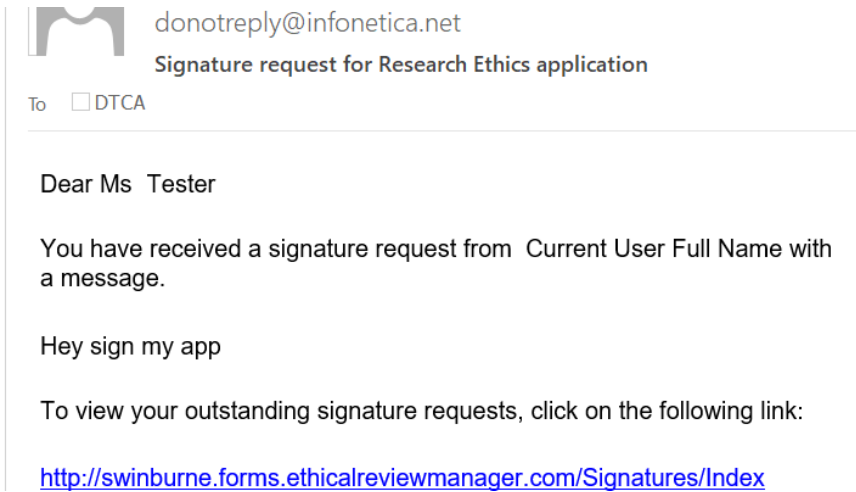 donotreply@infonetica.net
Signature request for Research Ethics application
To DTCA
Dear Ms  Tester
You have received a signature request from  Current User Full Name with
a message.
Hey sign my app
To view your outstanding signature requests, click on the following link:
http://swinburne.forms.ethicalreviewmanager.com/Signatures/Index